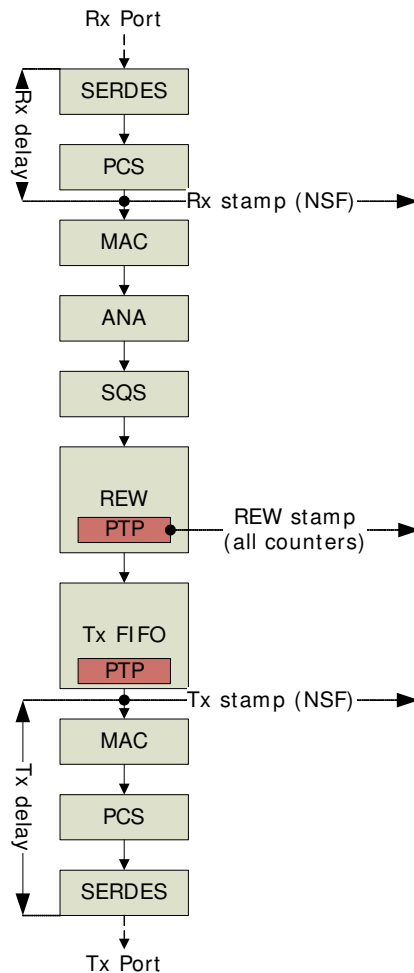 Rx Port
SERDES
Rx delay
PCS
Rx stamp (NSF)
MAC
ANA
SQS
REW
PTP
REW stamp
(all counters)
Tx FIFO
PTP
Tx stamp (NSF)
MAC
Tx delay
PCS
SERDES
Tx Port